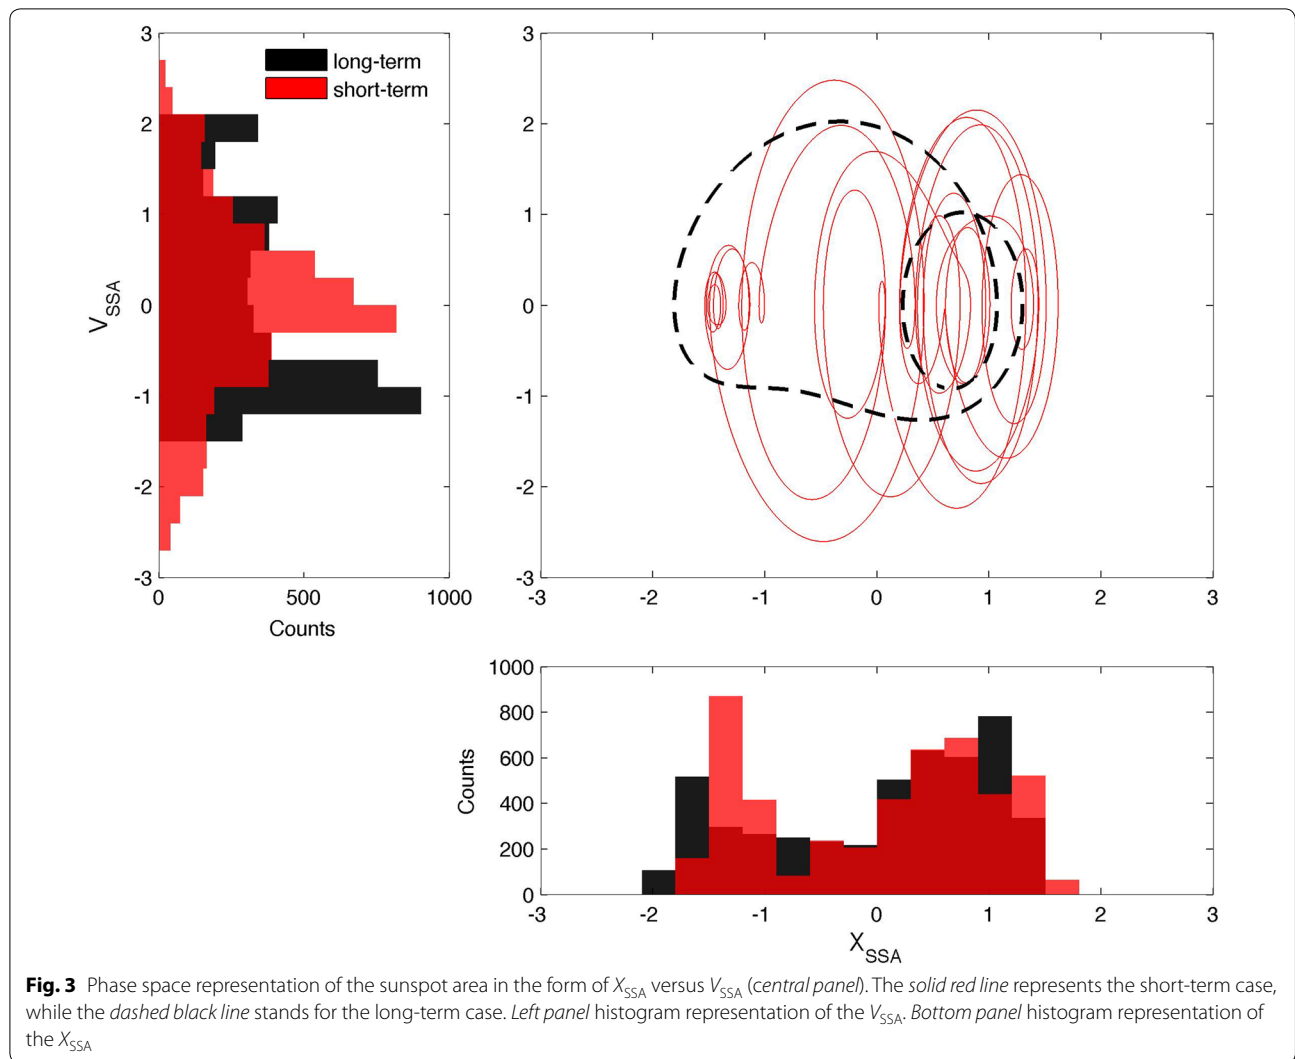 3
2
1
0
-1
-2
-3
V_SSA
long-term
short-term
0 500 1000
Counts
3
2
1
0
-1
-2
-3
-3 -2 -1 0 1 2 3
1000
800
600
400
200
0
Counts
-3 -2 -1 0 1 2 3
X_SSA
Fig. 3 Phase space representation of the sunspot area in the form of X_SSA versus V_SSA (central panel). The solid red line represents the short-term case,
while the dashed black line stands for the long-term case. Left panel histogram representation of the V_SSA. Bottom panel histogram representation of
the X_SSA